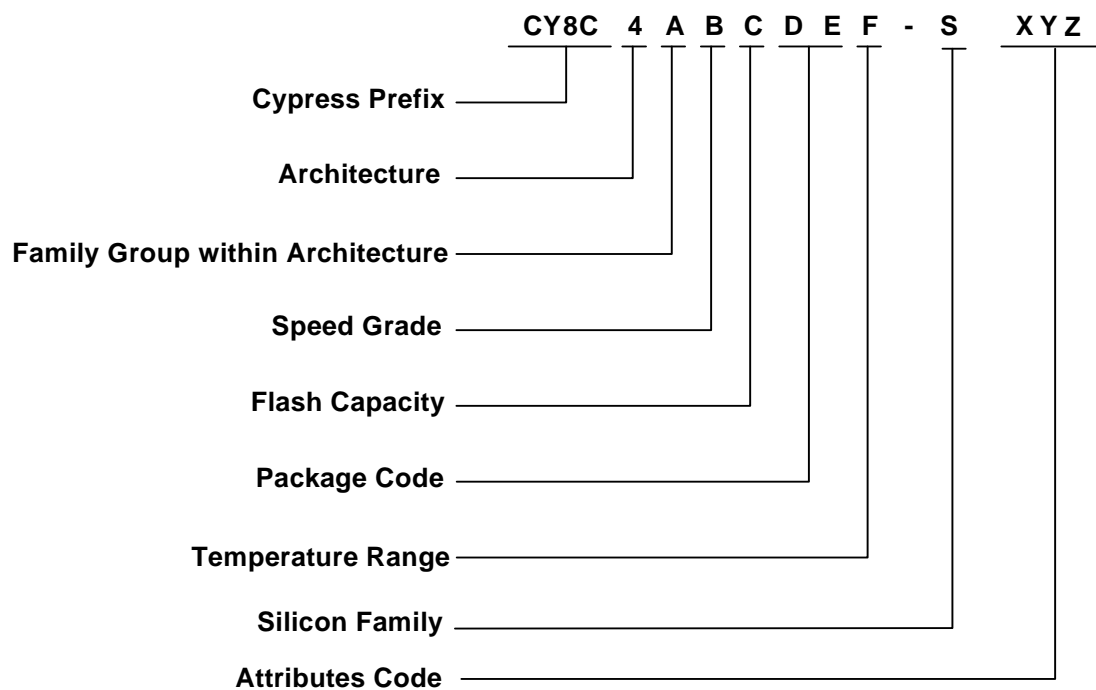 CY8C 4 A B C D E F - S X Y Z
Cypress Prefix
Architecture
Family Group within Architecture
Speed Grade
Flash Capacity
Package Code
Temperature Range
Silicon Family
Attributes Code